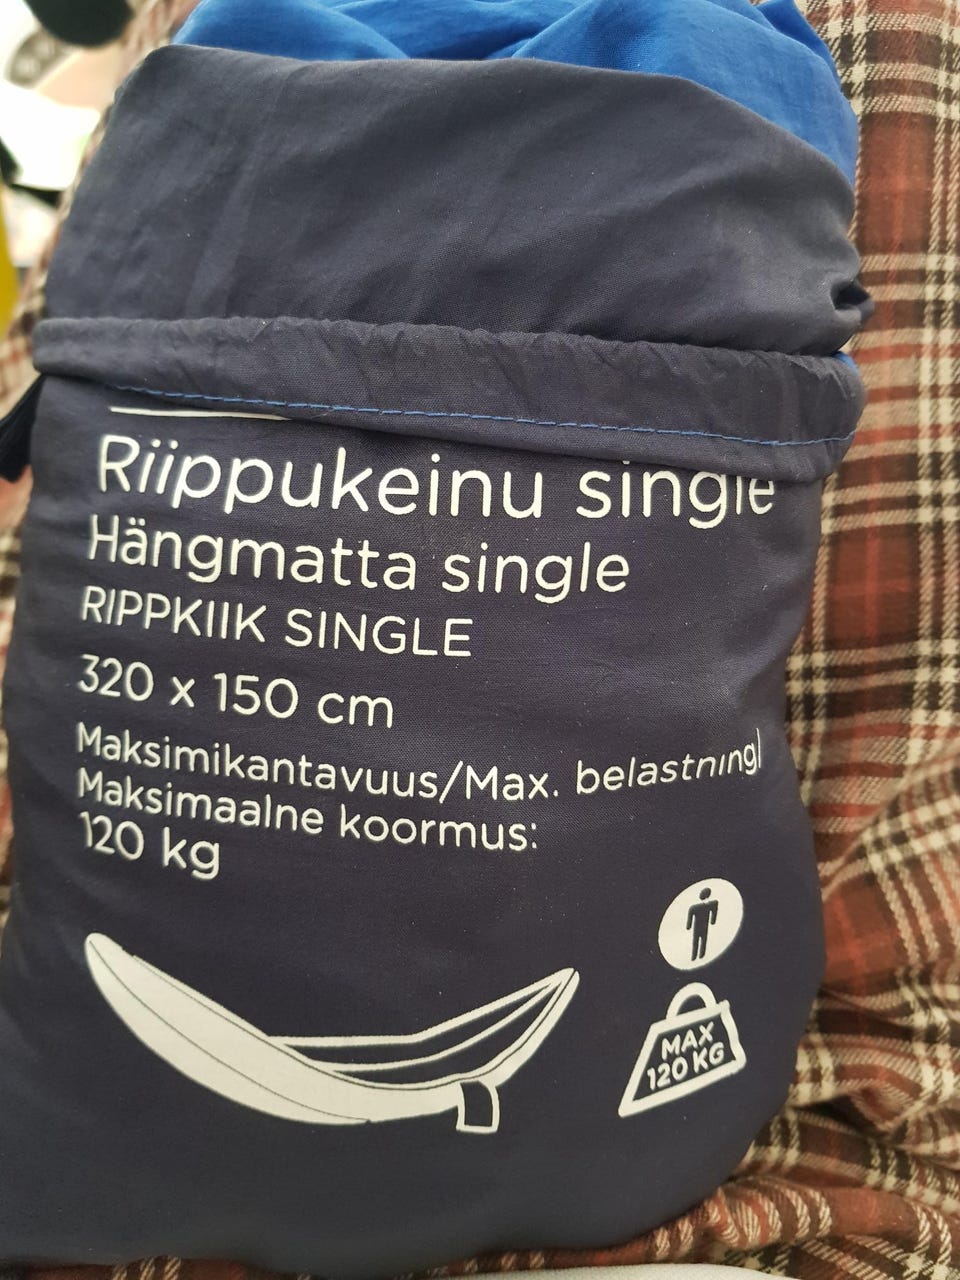 Riippukeinu single
Hängmatta single
RIPPKIIK SINGLE
320 x 150 cm
Maksimikantavuus/Max. belastning/
Maksimaalne koormus:
120 kg
MAX
120 KG